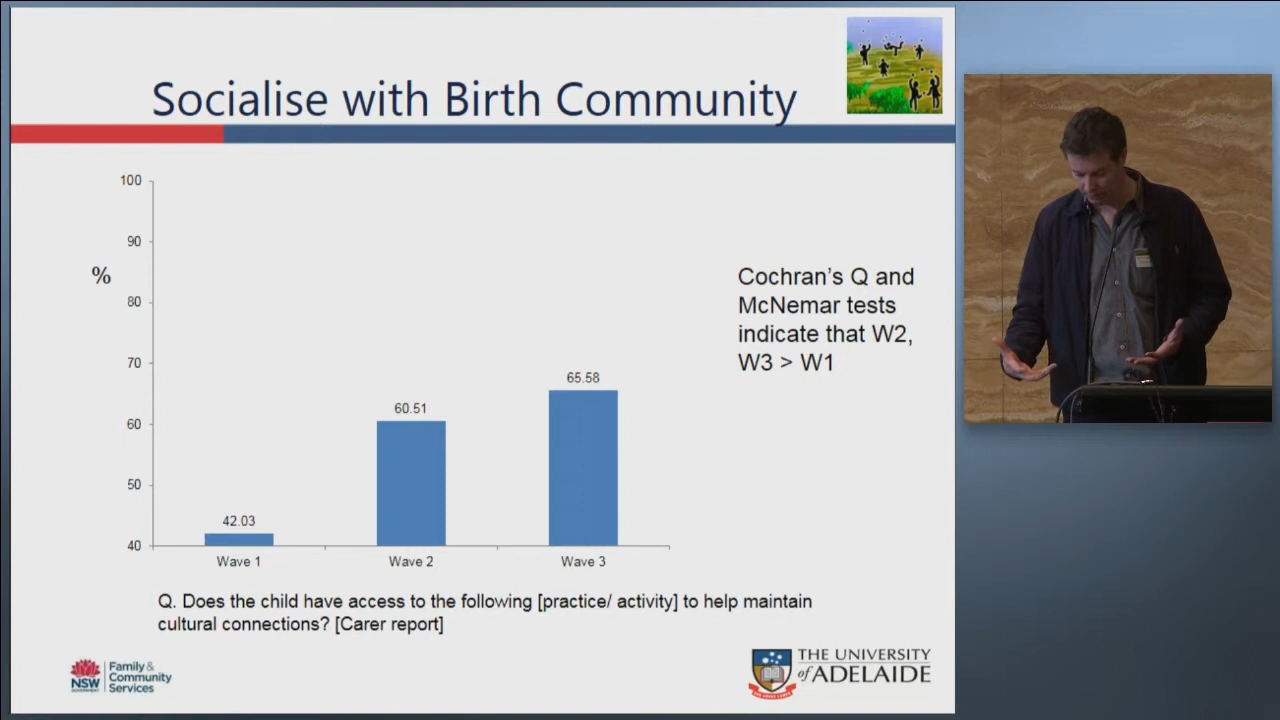 Socialise with Birth Community
100
90
%
80
70
60
50
40
42.03
60.51
65.58
Wave 1
Wave 2
Wave 3
Cochran’s Q and
McNemar tests
indicate that W2,
W3 > W1
Q. Does the child have access to the following [practice/ activity] to help maintain
cultural connections? [Carer report]
NSW
GOVERNMENT
Family &
Community
Services
THE UNIVERSITY
of ADELAIDE